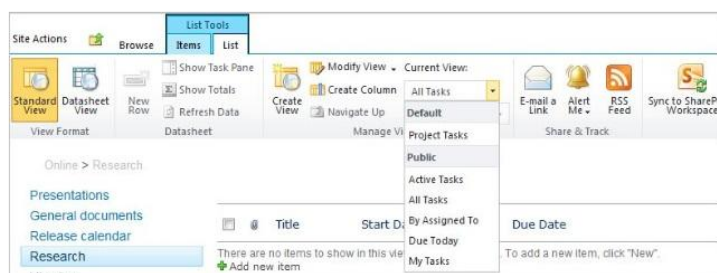 List Tools
Site Actions Browse Items List
Standard View
Datasheet View
View Format
New Row
Show Task Pane
Show Totals
Refresh Data
Datasheet
Create View
Modify View
Create Column
Navigate Up
Current View:
All Tasks
Default
Project Tasks
Public
Active Tasks
All Tasks
By Assigned To
Due Today
My Tasks
Manage Vi
E-mail a Link
Alert Me
RSS Feed
Share & Track
Sync to ShareP
Workspace
Online > Research
Presentations
General documents
Release calendar
Research
Title Start Da Due Date
There are no items to show in this vie To add a new item, click "New".
Add new item